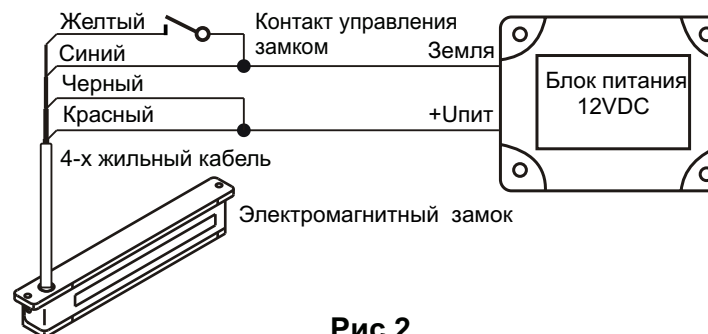 Желтый
Контакт управления
замком
Синий
Земля
Черный
Блок питания
12VDC
Красный
+Uпит
4-х жильный кабель
Электромагнитный замок
Рис.2